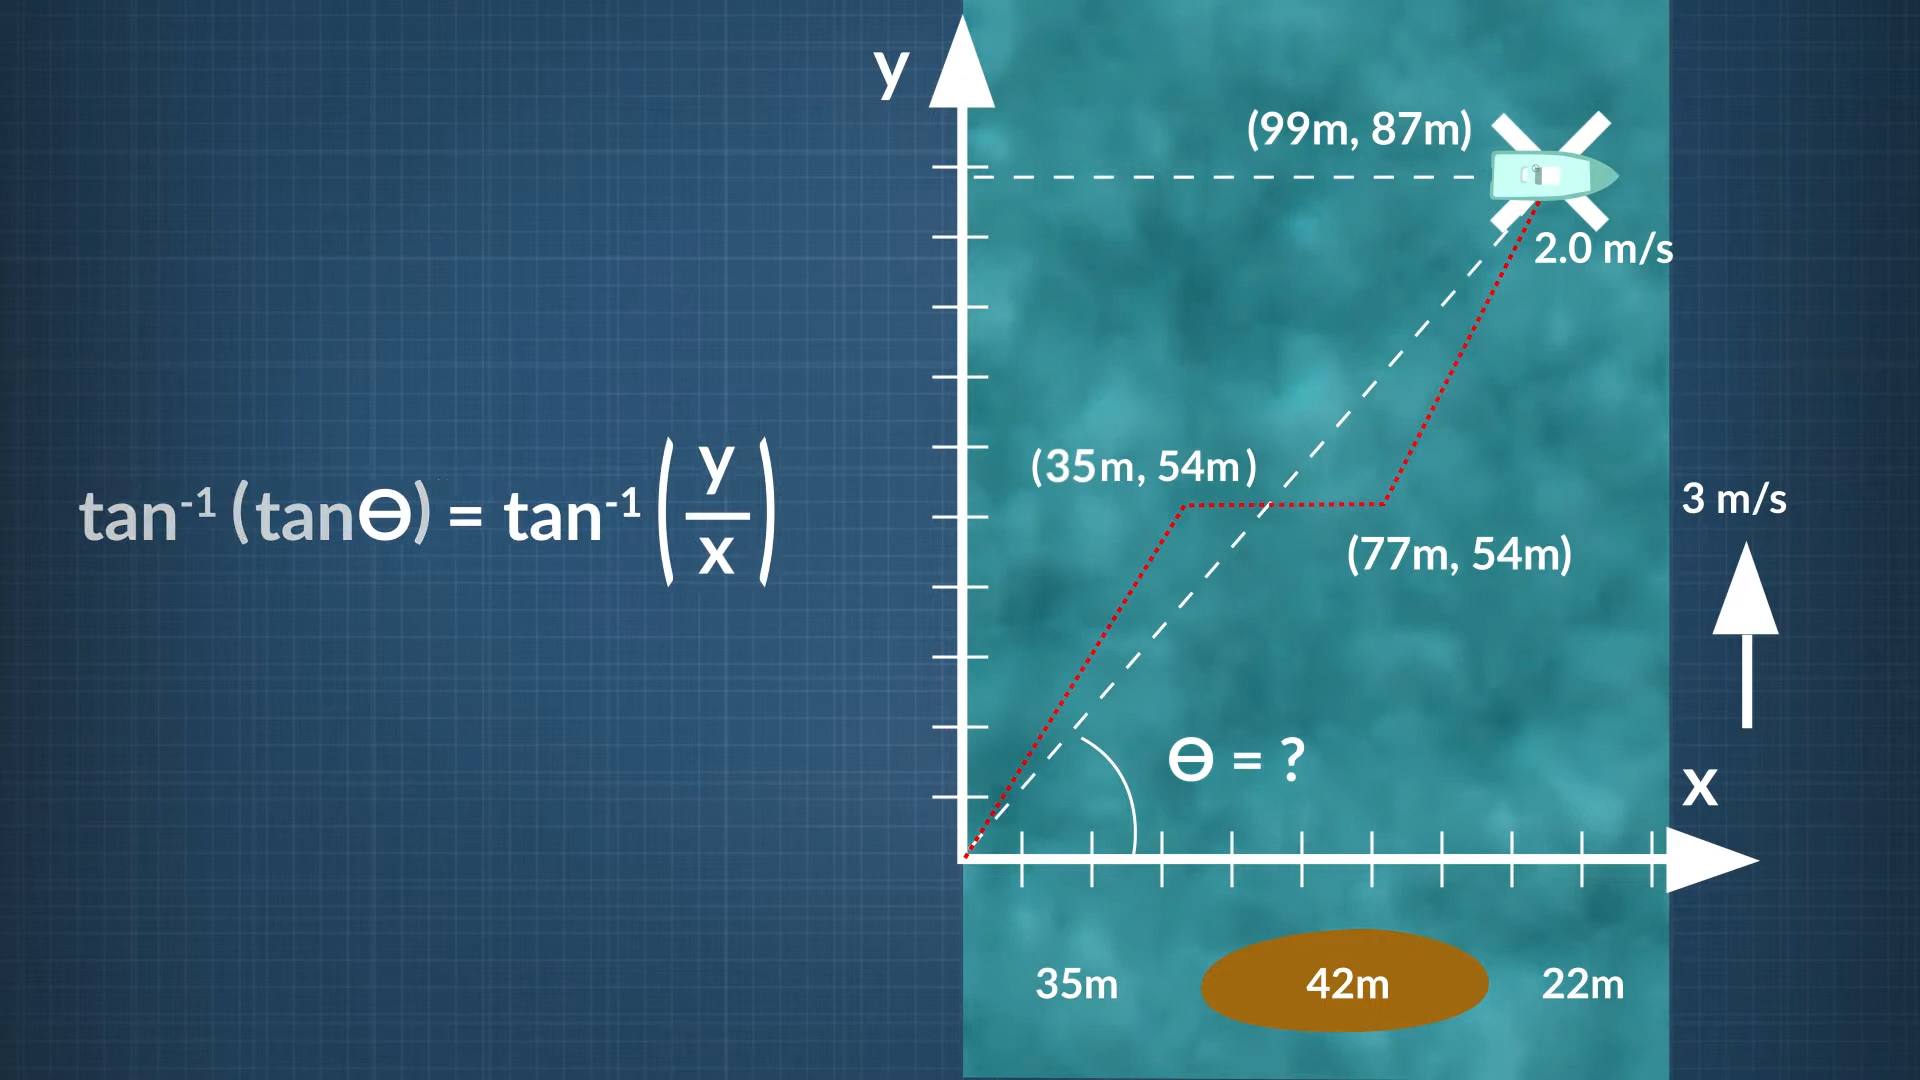 y
(99m, 87m)
2.0 m/s
(35m, 54m)
3 m/s
tan⁻¹ (tanΘ) = tan⁻¹ (y/x)
(77m, 54m)
Θ = ?
x
35m
42m
22m